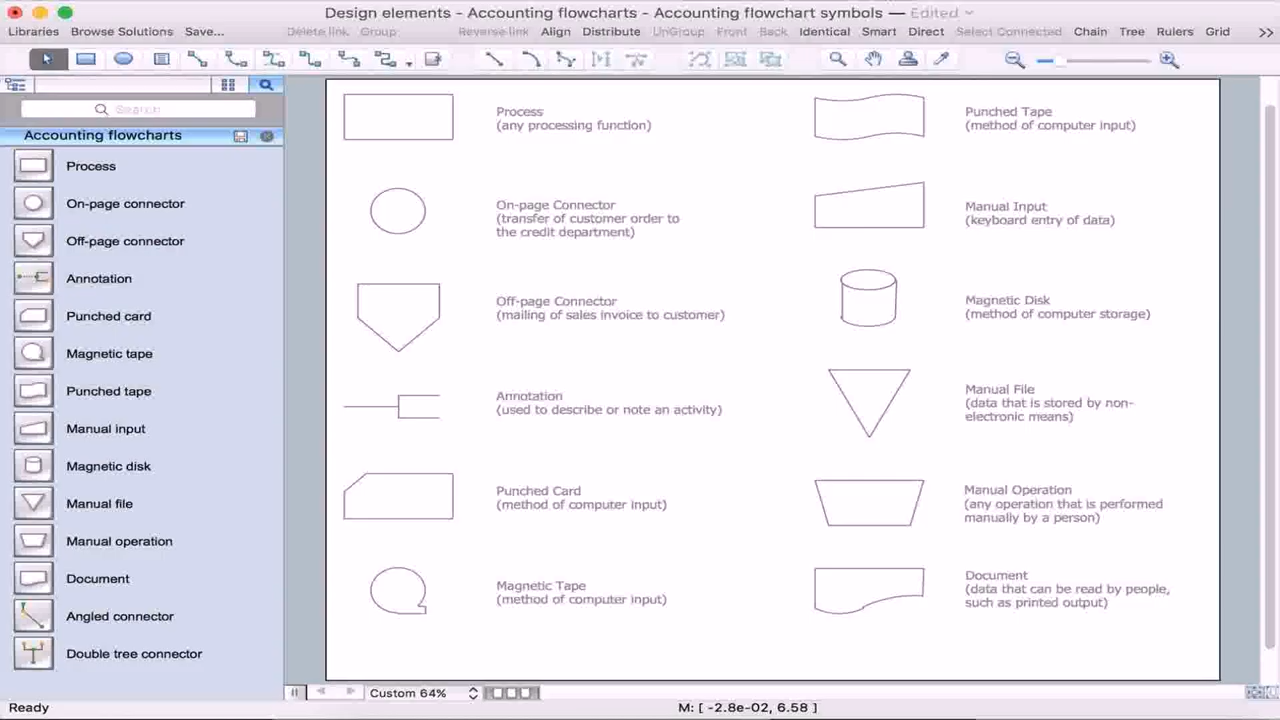 Design elements - Accounting flowcharts - Accounting flowchart symbols — Edited
Libraries Browse Solutions Save... Delete link Group Reverse link Align Distribute UnGroup Front Back Identical Smart Direct Select Connected Chain Tree Rulers Grid
Search
Accounting flowcharts
Process
On-page connector
Off-page connector
Annotation
Punched card
Magnetic tape
Punched tape
Manual input
Magnetic disk
Manual file
Manual operation
Document
Angled connector
Double tree connector
Process
(any processing function)
On-page Connector
(transfer of customer order to
the credit department)
Off-page Connector
(mailing of sales invoice to customer)
Annotation
(used to describe or note an activity)
Punched Card
(method of computer input)
Magnetic Tape
(method of computer input)
Punched Tape
(method of computer input)
Manual Input
(keyboard entry of data)
Magnetic Disk
(method of computer storage)
Manual File
(data that is stored by non-
electronic means)
Manual Operation
(any operation that is performed
manually by a person)
Document
(data that can be read by people,
such as printed output)
Custom 64%
Ready
M: [ -2.8e-02, 6.58 ]